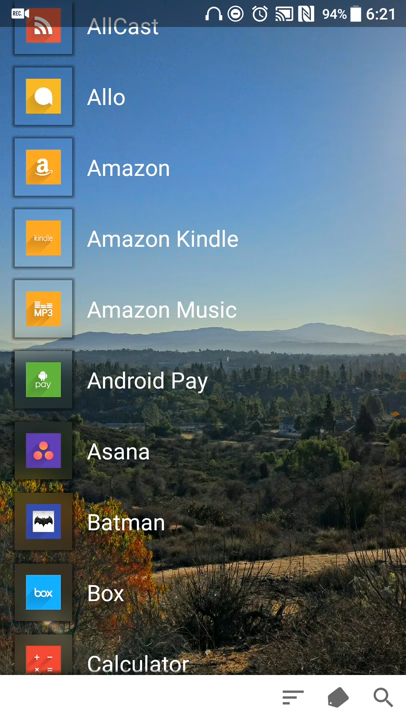 REC
94% 6:21
AllCast
Allo
a Amazon
kindle Amazon Kindle
MP3 Amazon Music
pay Android Pay
Asana
Batman
box Box
Calculator